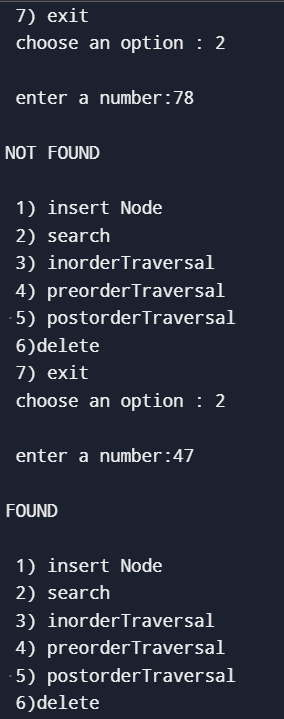 7) exit
choose an option : 2
enter a number:78
NOT FOUND
1) insert Node
2) search
3) inorderTraversal
4) preorderTraversal
5) postorderTraversal
6)delete
7) exit
choose an option : 2
enter a number:47
FOUND
1) insert Node
2) search
3) inorderTraversal
4) preorderTraversal
5) postorderTraversal
6)delete